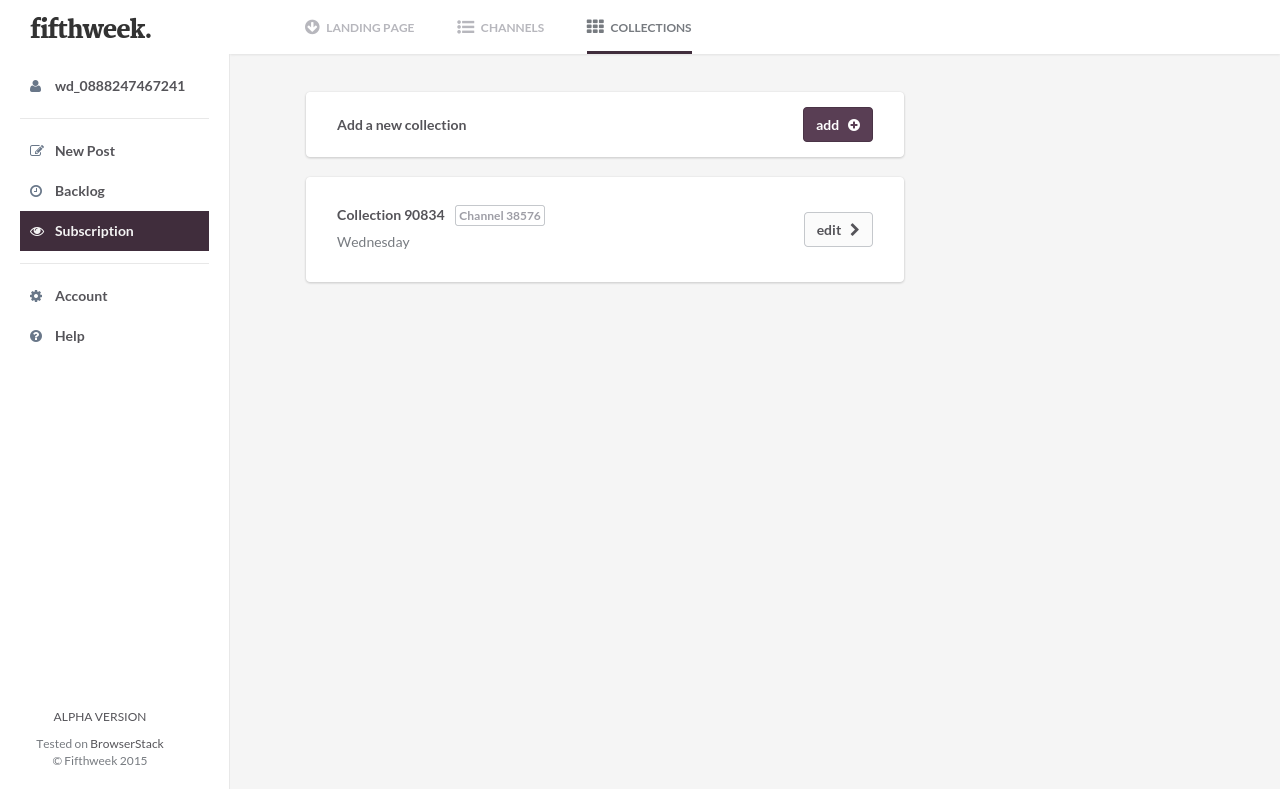 fifthweek.
LANDING PAGE
CHANNELS
COLLECTIONS
wd_0888247467241
New Post
Backlog
Subscription
Account
Help
Add a new collection
add
Collection 90834
Channel 38576
Wednesday
edit
ALPHA VERSION
Tested on BrowserStack
© Fifthweek 2015